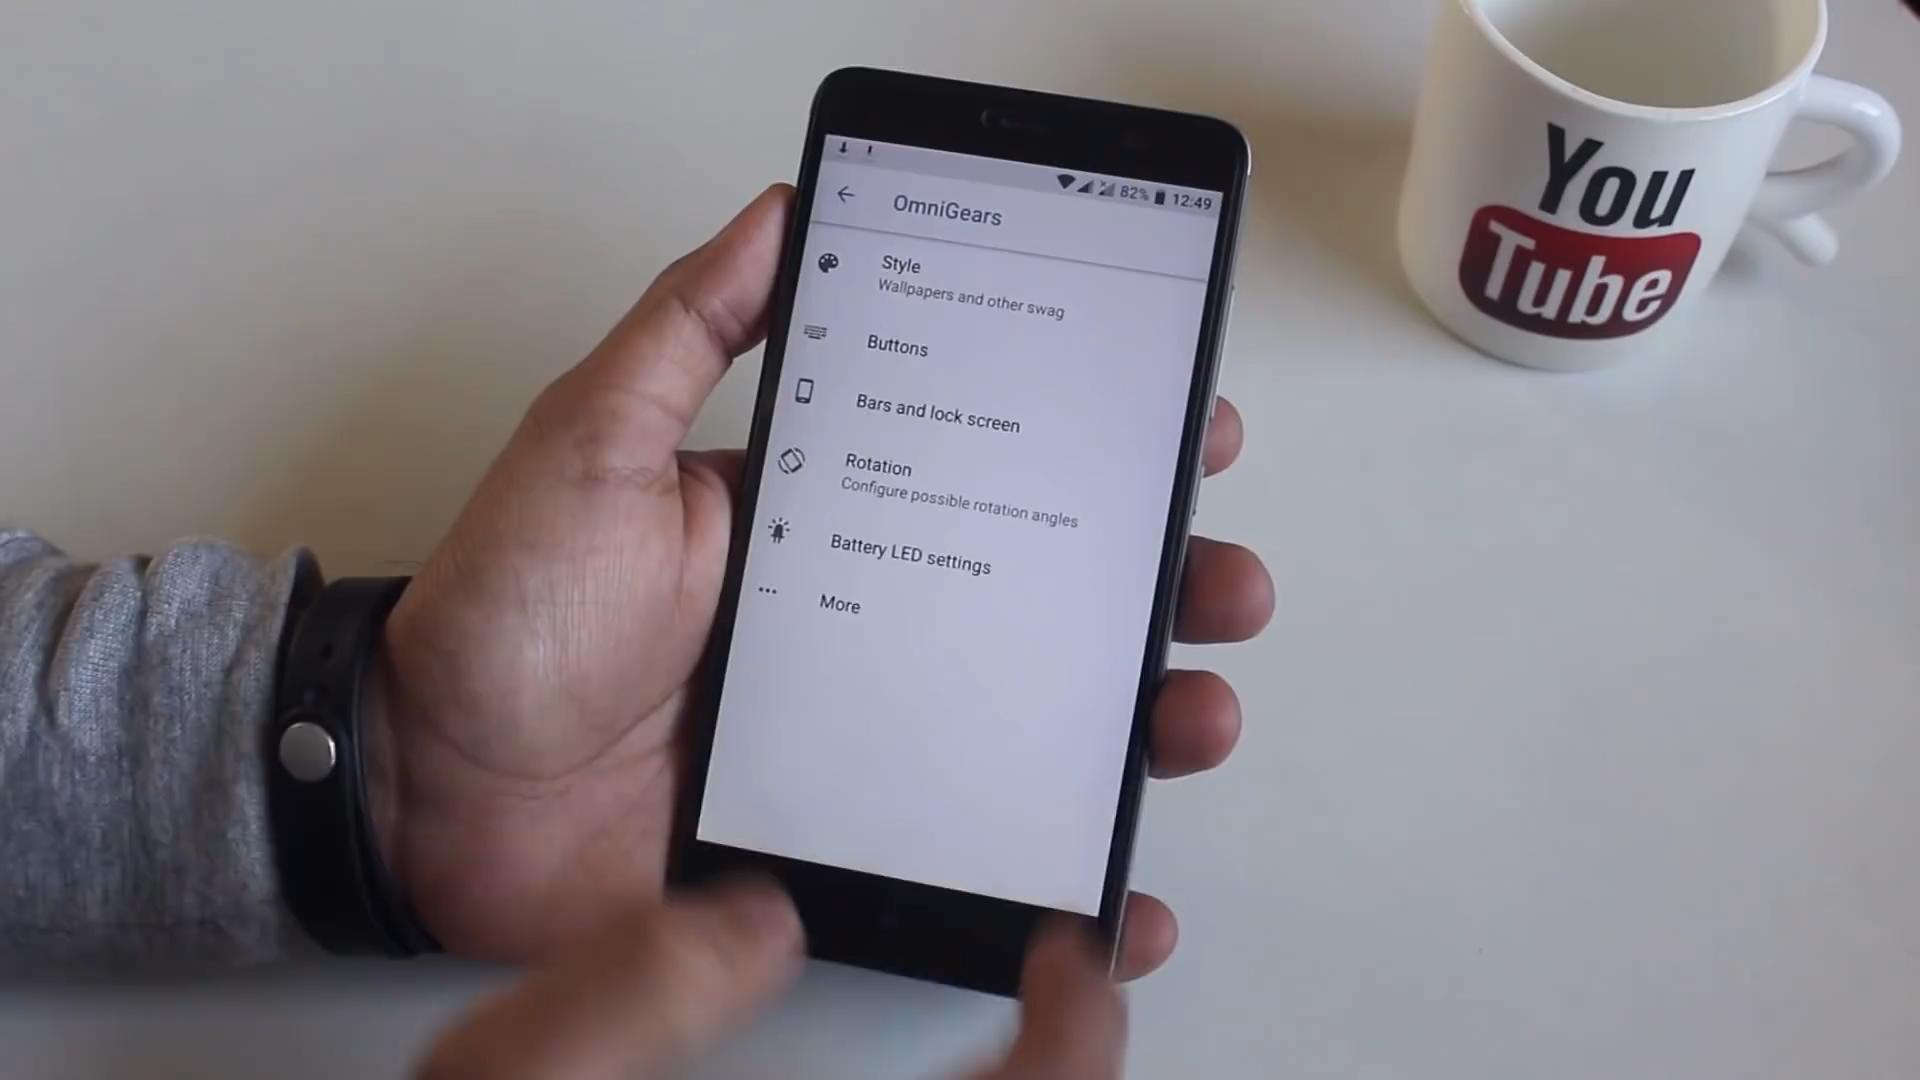 82% 12:49
OmniGears
Style
Wallpapers and other swag
Buttons
Bars and lock screen
Rotation
Configure possible rotation angles
Battery LED settings
More
You
Tube